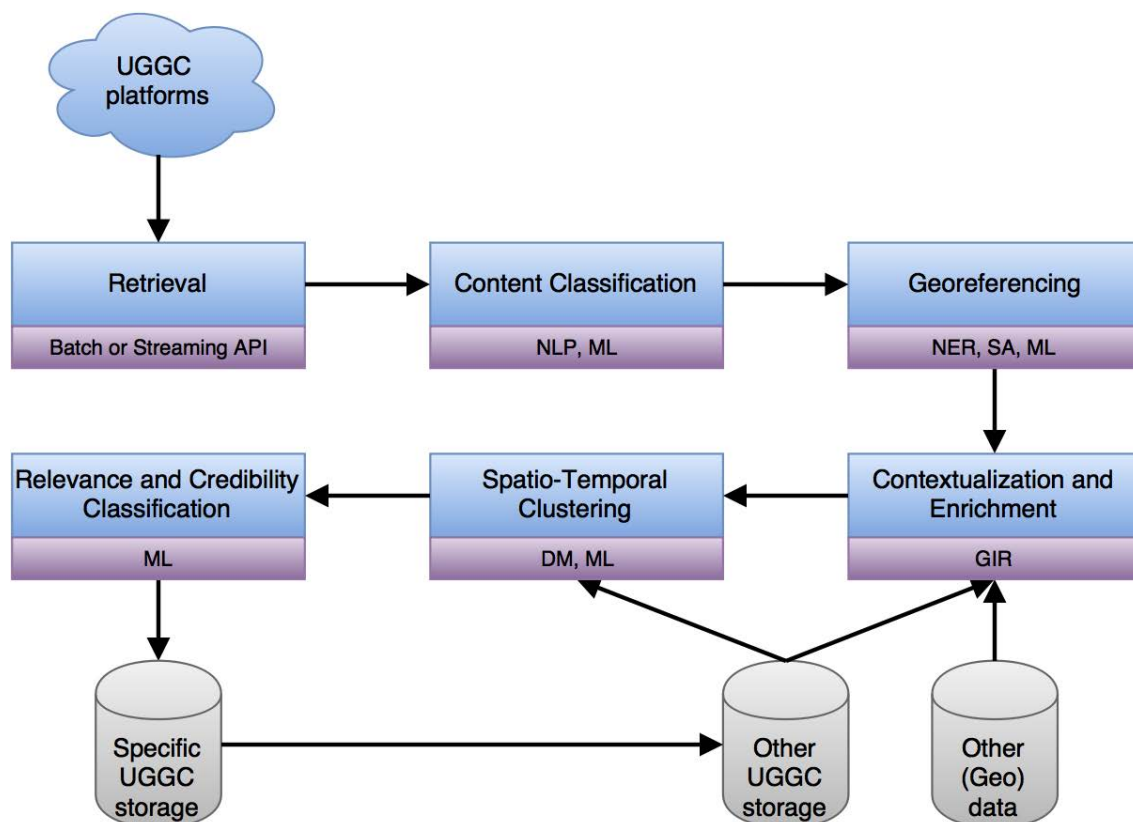 UGGC
platforms
Retrieval
Batch or Streaming API
Content Classification
NLP, ML
Georeferencing
NER, SA, ML
Relevance and Credibility
Classification
ML
Spatio-Temporal
Clustering
DM, ML
Contextualization and
Enrichment
GIR
Specific
UGGC
storage
Other
UGGC
storage
Other
(Geo)
data